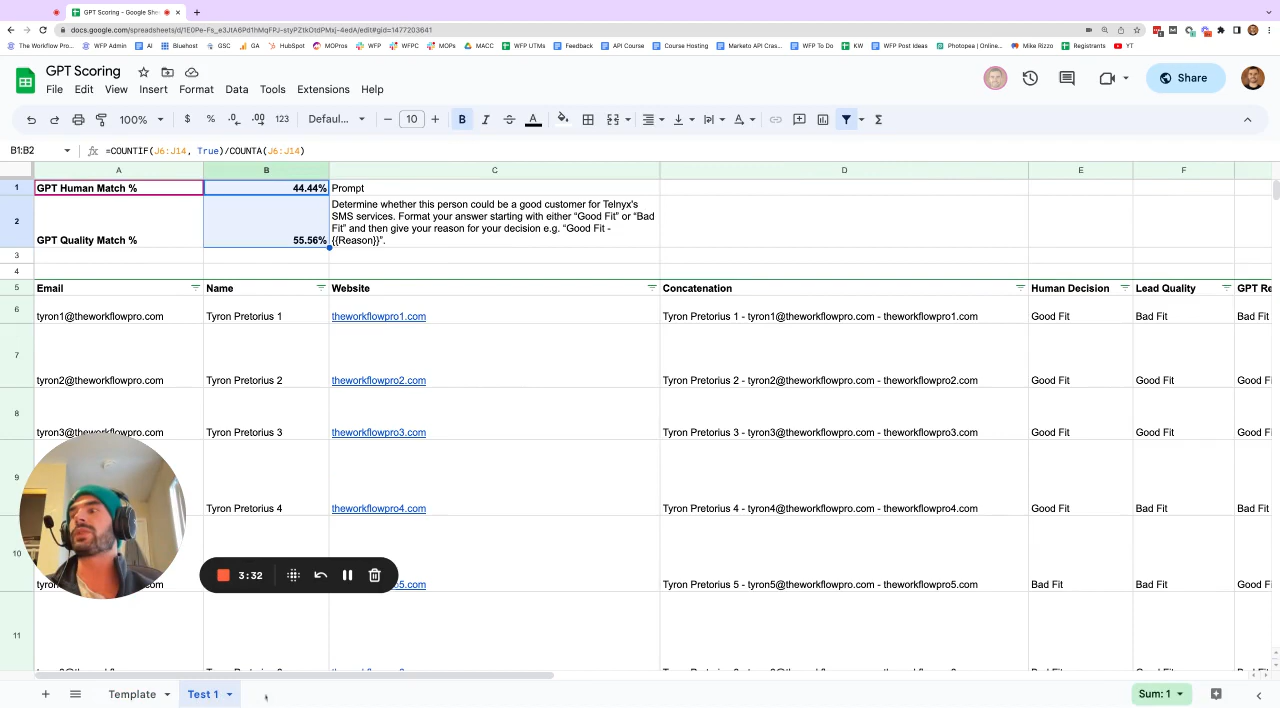 GPT Scoring - Google She
docs.google.com/spreadsheets/d/1E0Pe-Fs_e3JtA6Pd1hMqFPJ-styPZtkOtdPMxj-4edA/edit#gid=1477203641
The Workflow Pro... WFP Admin AI Bluehost GSC GA HubSpot MOPros WFP WFPC MOPs MACC WFP UTMs Feedback API Course Course Hosting Marketo API Cras... WFP To Do KW WFP Post Ideas Photopea | Online... Mike Rizzo Registrants YT
GPT Scoring
File Edit View Insert Format Data Tools Extensions Help
Share
100% $ % .0 .00 123 Defaul... 10 B I A Σ
B1:B2 fx =COUNTIF(J6:J14, True)/COUNTA(J6:J14)
A B C D E F
1 GPT Human Match % 44.44% Prompt
2 GPT Quality Match % 55.56% Determine whether this person could be a good customer for Telnyx's
SMS services. Format your answer starting with either “Good Fit” or “Bad
Fit” and then give your reason for your decision e.g. “Good Fit -
{{Reason}}”.
3
4
5 Email Name Website Concatenation Human Decision Lead Quality GPT Re
6 tyron1@theworkflowpro.com Tyron Pretorius 1 theworkflowpro1.com Tyron Pretorius 1 - tyron1@theworkflowpro.com - theworkflowpro1.com Good Fit Bad Fit Bad Fit
7 tyron2@theworkflowpro.com Tyron Pretorius 2 theworkflowpro2.com Tyron Pretorius 2 - tyron2@theworkflowpro.com - theworkflowpro2.com Good Fit Good Fit Good Fi
8 tyron3@theworkflowpro.com Tyron Pretorius 3 theworkflowpro3.com Tyron Pretorius 3 - tyron3@theworkflowpro.com - theworkflowpro3.com Good Fit Good Fit Good Fi
9 Tyron Pretorius 4 theworkflowpro4.com Tyron Pretorius 4 - tyron4@theworkflowpro.com - theworkflowpro4.com Good Fit Bad Fit Bad Fit
10 .com o5.com Tyron Pretorius 5 - tyron5@theworkflowpro.com - theworkflowpro5.com Bad Fit Bad Fit Good Fi
3:32
11
Template Test 1 Sum: 1